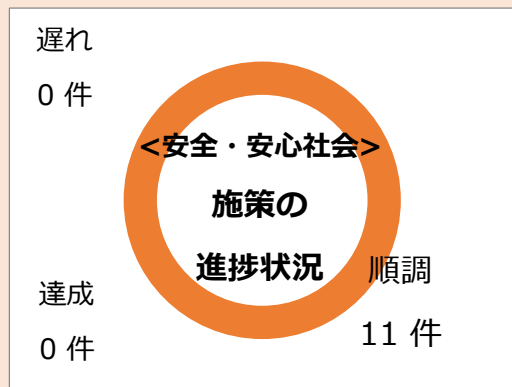 遅れ
0 件
<安全・安心社会>
施策の
進捗状況
順調
11 件
達成
0 件